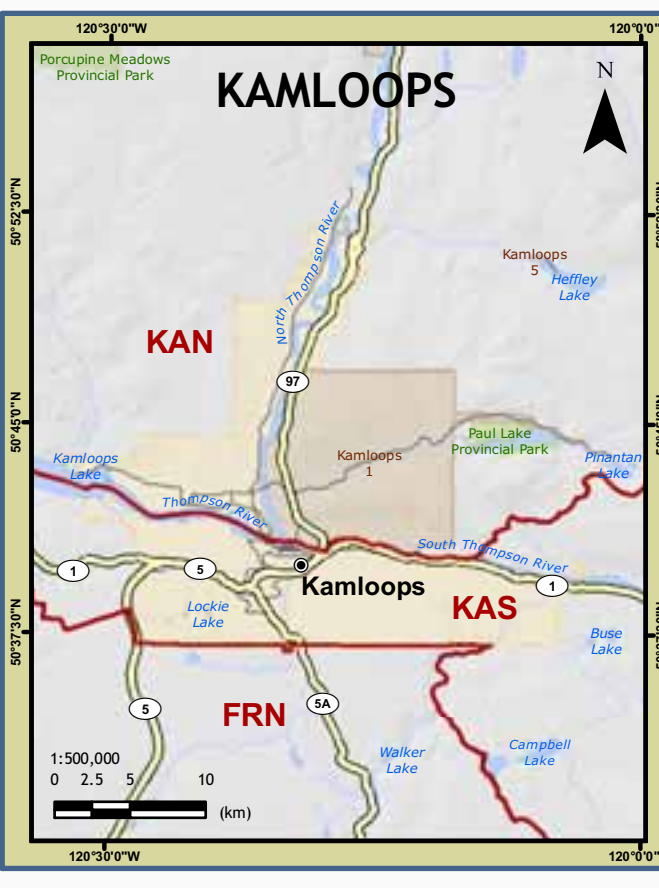 120°30'0"W
120°0'0"
Porcupine Meadows
Provincial Park
KAMLOOPS
N
50°52'30"N
North Thompson River
Kamloops
5
Heffley
Lake
KAN
97
50°45'0"N
Paul Lake
Provincial Park
Kamloops
Lake
Kamloops
1
Pinantan
Lake
Thompson River
South Thompson River
1
5
1
Kamloops
Lockie
Lake
KAS
50°37'30"N
Buse
Lake
5
5A
FRN
Walker
Lake
Campbell
Lake
1:500,000
0 2.5 5 10
(km)
120°30'0"W
120°0'0"